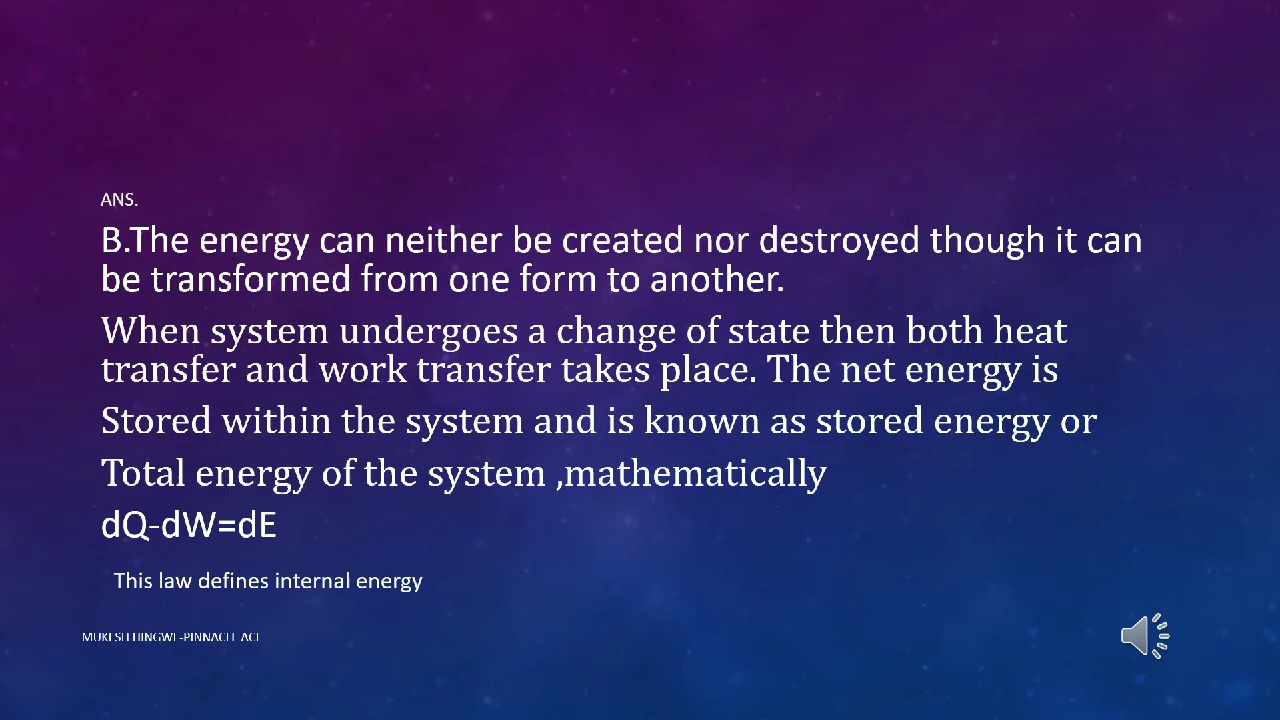 ANS.
B.The energy can neither be created nor destroyed though it can
be transformed from one form to another.
When system undergoes a change of state then both heat
transfer and work transfer takes place. The net energy is
Stored within the system and is known as stored energy or
Total energy of the system ,mathematically
dQ-dW=dE
This law defines internal energy